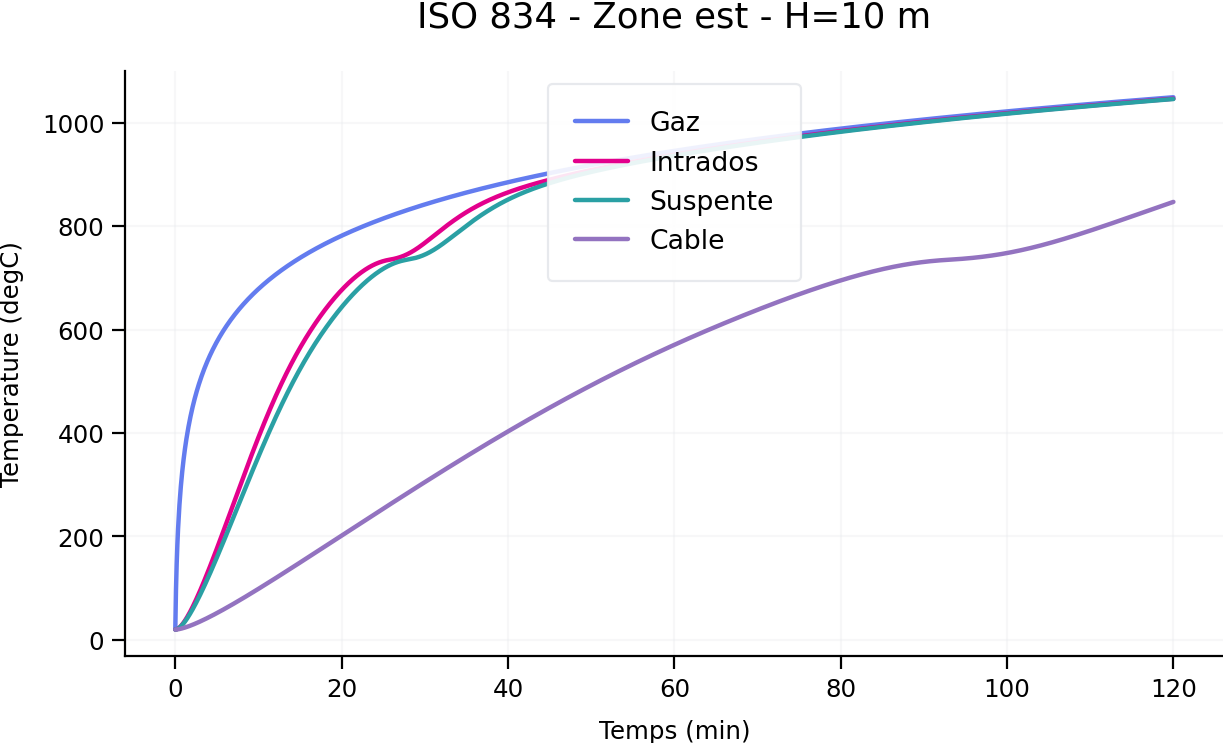 ISO 834 - Zone est - H=10 m
Temperature (degC)
1000
800
600
400
200
0
Gaz
Intrados
Suspente
Cable
0 20 40 60 80 100 120
Temps (min)